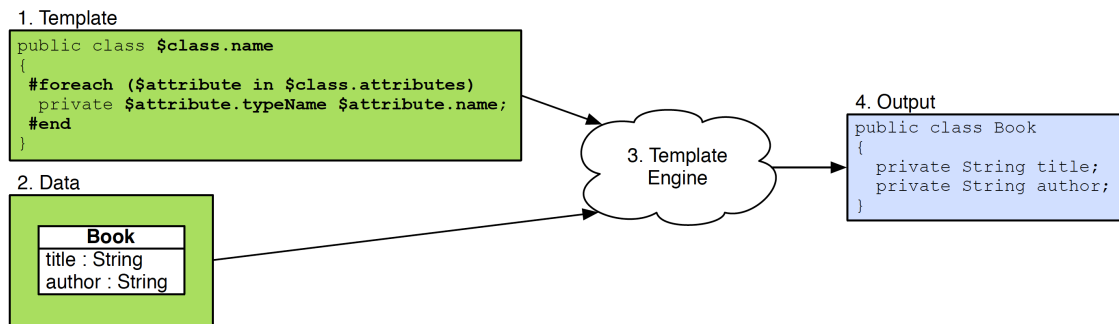 1. Template
public class $class.name
{
#foreach ($attribute in $class.attributes)
private $attribute.typeName $attribute.name;
#end
}
2. Data
Book
title : String
author : String
3. Template
Engine
4. Output
public class Book
{
private String title;
private String author;
}